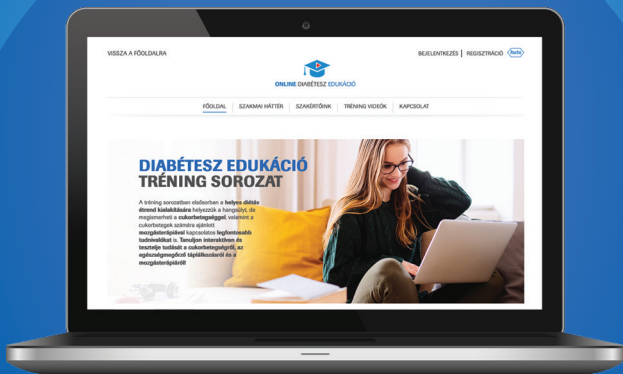 VISSZA A FŐOLDALRA
BEJELENTKEZÉS | REGISZTRÁCIÓ Roche
ONLINE DIABÉTESZ EDUKÁCIÓ
FŐOLDAL | SZAKMAI HÁTTÉR | SZAKÉRTŐINK | TRÉNING VIDEÓK | KAPCSOLAT
DIABÉTESZ EDUKÁCIÓ
TRÉNING SOROZAT
A tréning sorozatban elsősorban a helyes diétás
étrend kialakítására helyezzük a hangsúlyt, de
megismerheti a cukorbetegséggel, valamint a
cukorbetegek számára ajánlott
mozgásterápiával kapcsolatos legfontosabb
tudnivalókat is. Tanuljon interaktívan és
tesztelje tudását a cukorbetegségről, az
egészségmegőrző táplálkozásról és a
mozgásterápiáról!